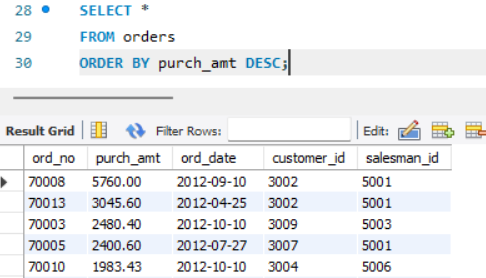 28 SELECT *
29 FROM orders
30 ORDER BY purch_amt DESC;
Result Grid Filter Rows: Edit:
ord_no purch_amt ord_date customer_id salesman_id
70008 5760.00 2012-09-10 3002 5001
70013 3045.60 2012-04-25 3002 5001
70003 2480.40 2012-10-10 3009 5003
70005 2400.60 2012-07-27 3007 5001
70010 1983.43 2012-10-10 3004 5006